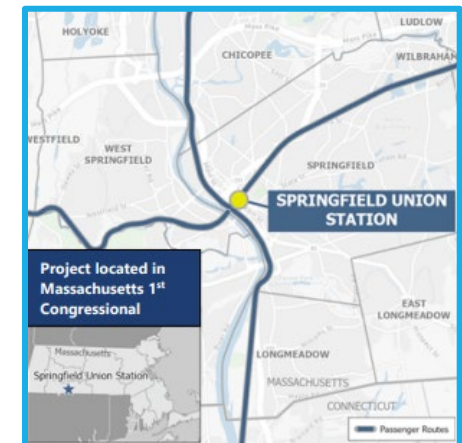 LUDLOW
HOLYOKE
CHICOPEE
WILBRAHAM
WESTFIELD
WEST
SPRINGFIELD
SPRINGFIELD
SPRINGFIELD UNION
STATION
Project located in
Massachusetts 1st
Congressional
EAST
LONGMEADOW
Massachusetts
Springfield Union Station
LONGMEADOW
MASSACHUSETTS
CONNECTICUT
Passenger Routes